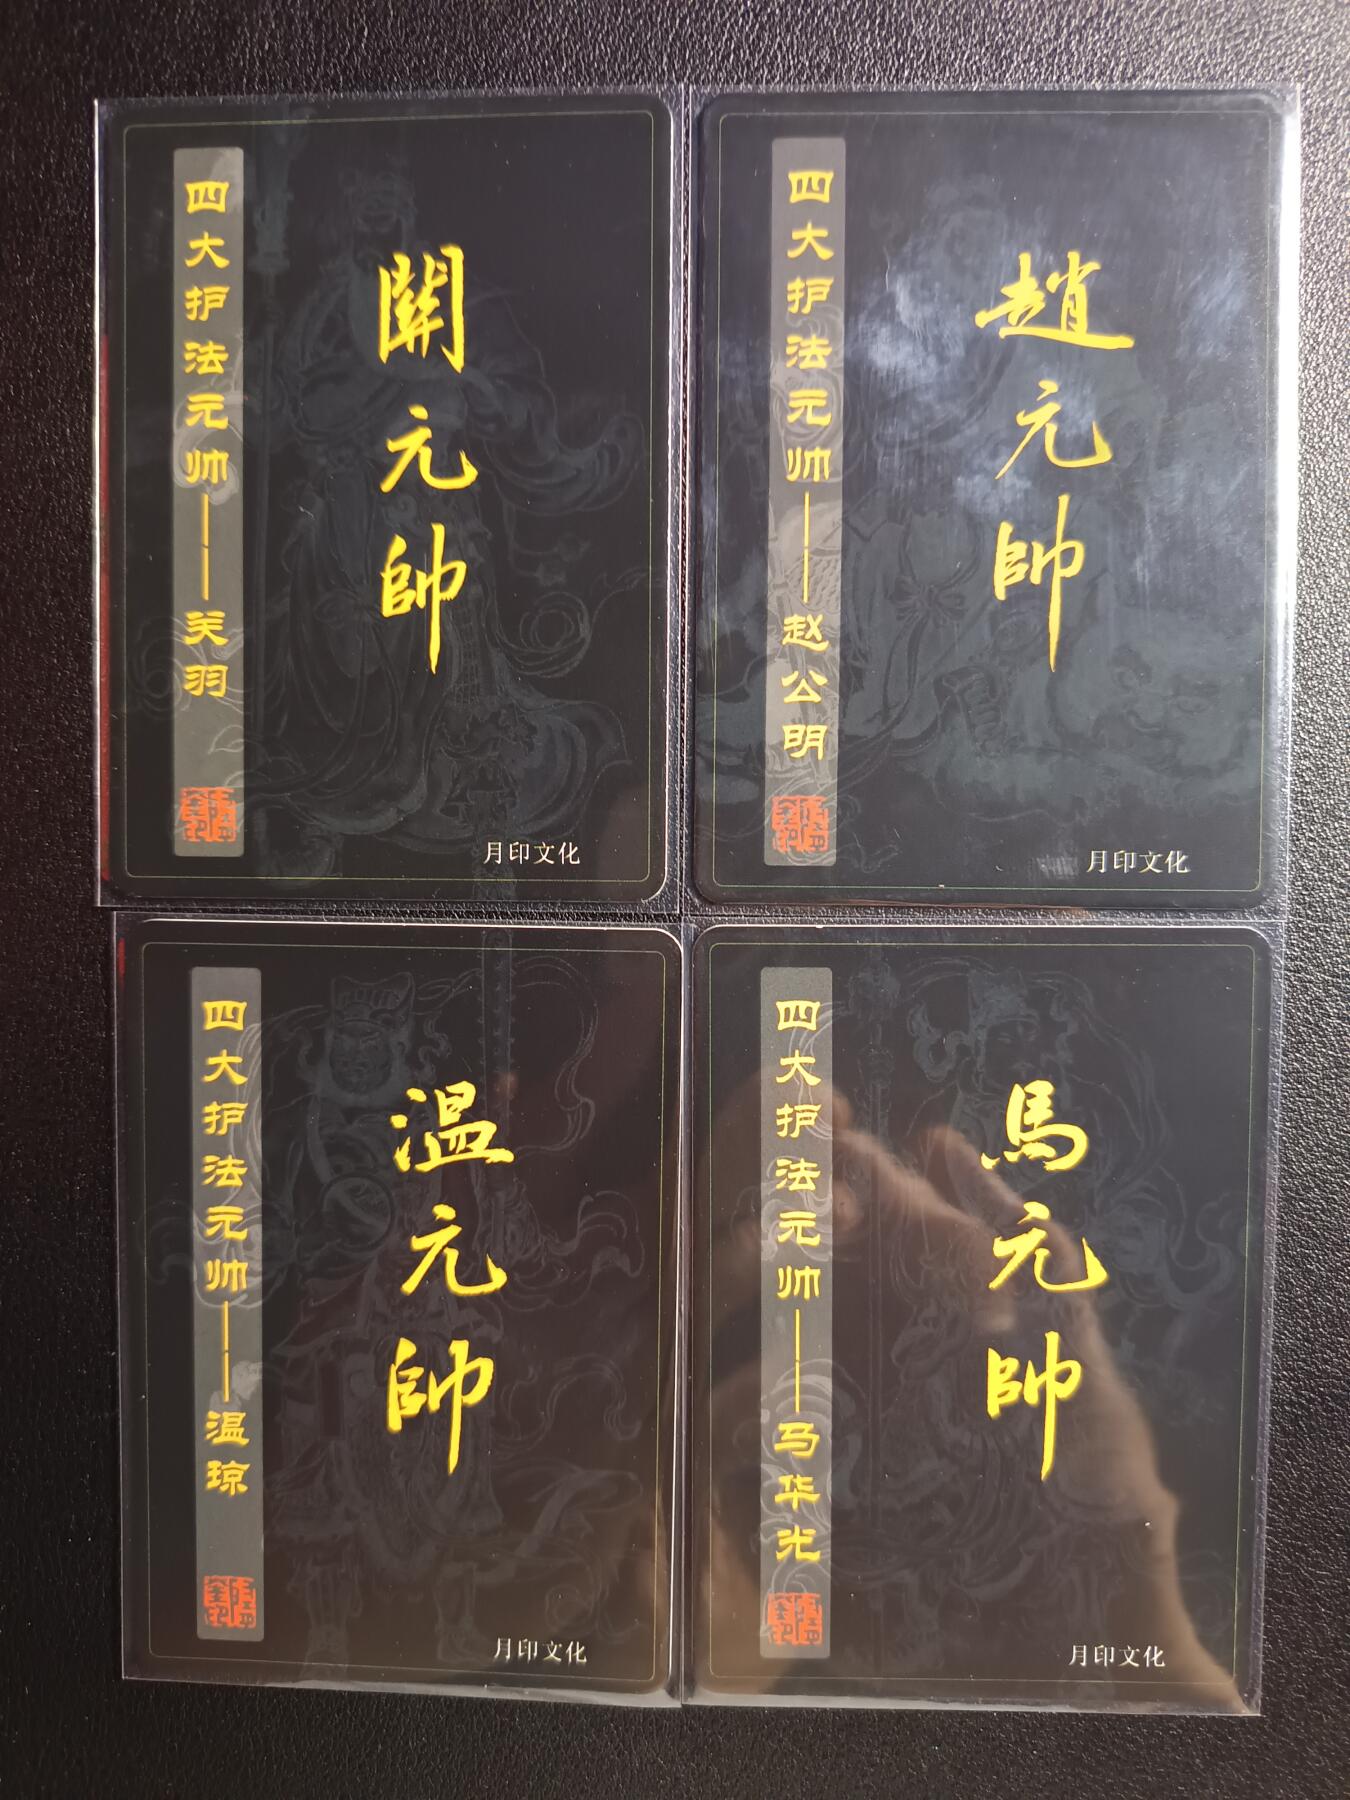 四大护法元帅——关羽
關元帥
月印文化
四大护法元帅——赵公明
趙元帥
月印文化
四大护法元帅——温琼
溫元帥
月印文化
四大护法元帅——马华光
馬元帥
月印文化